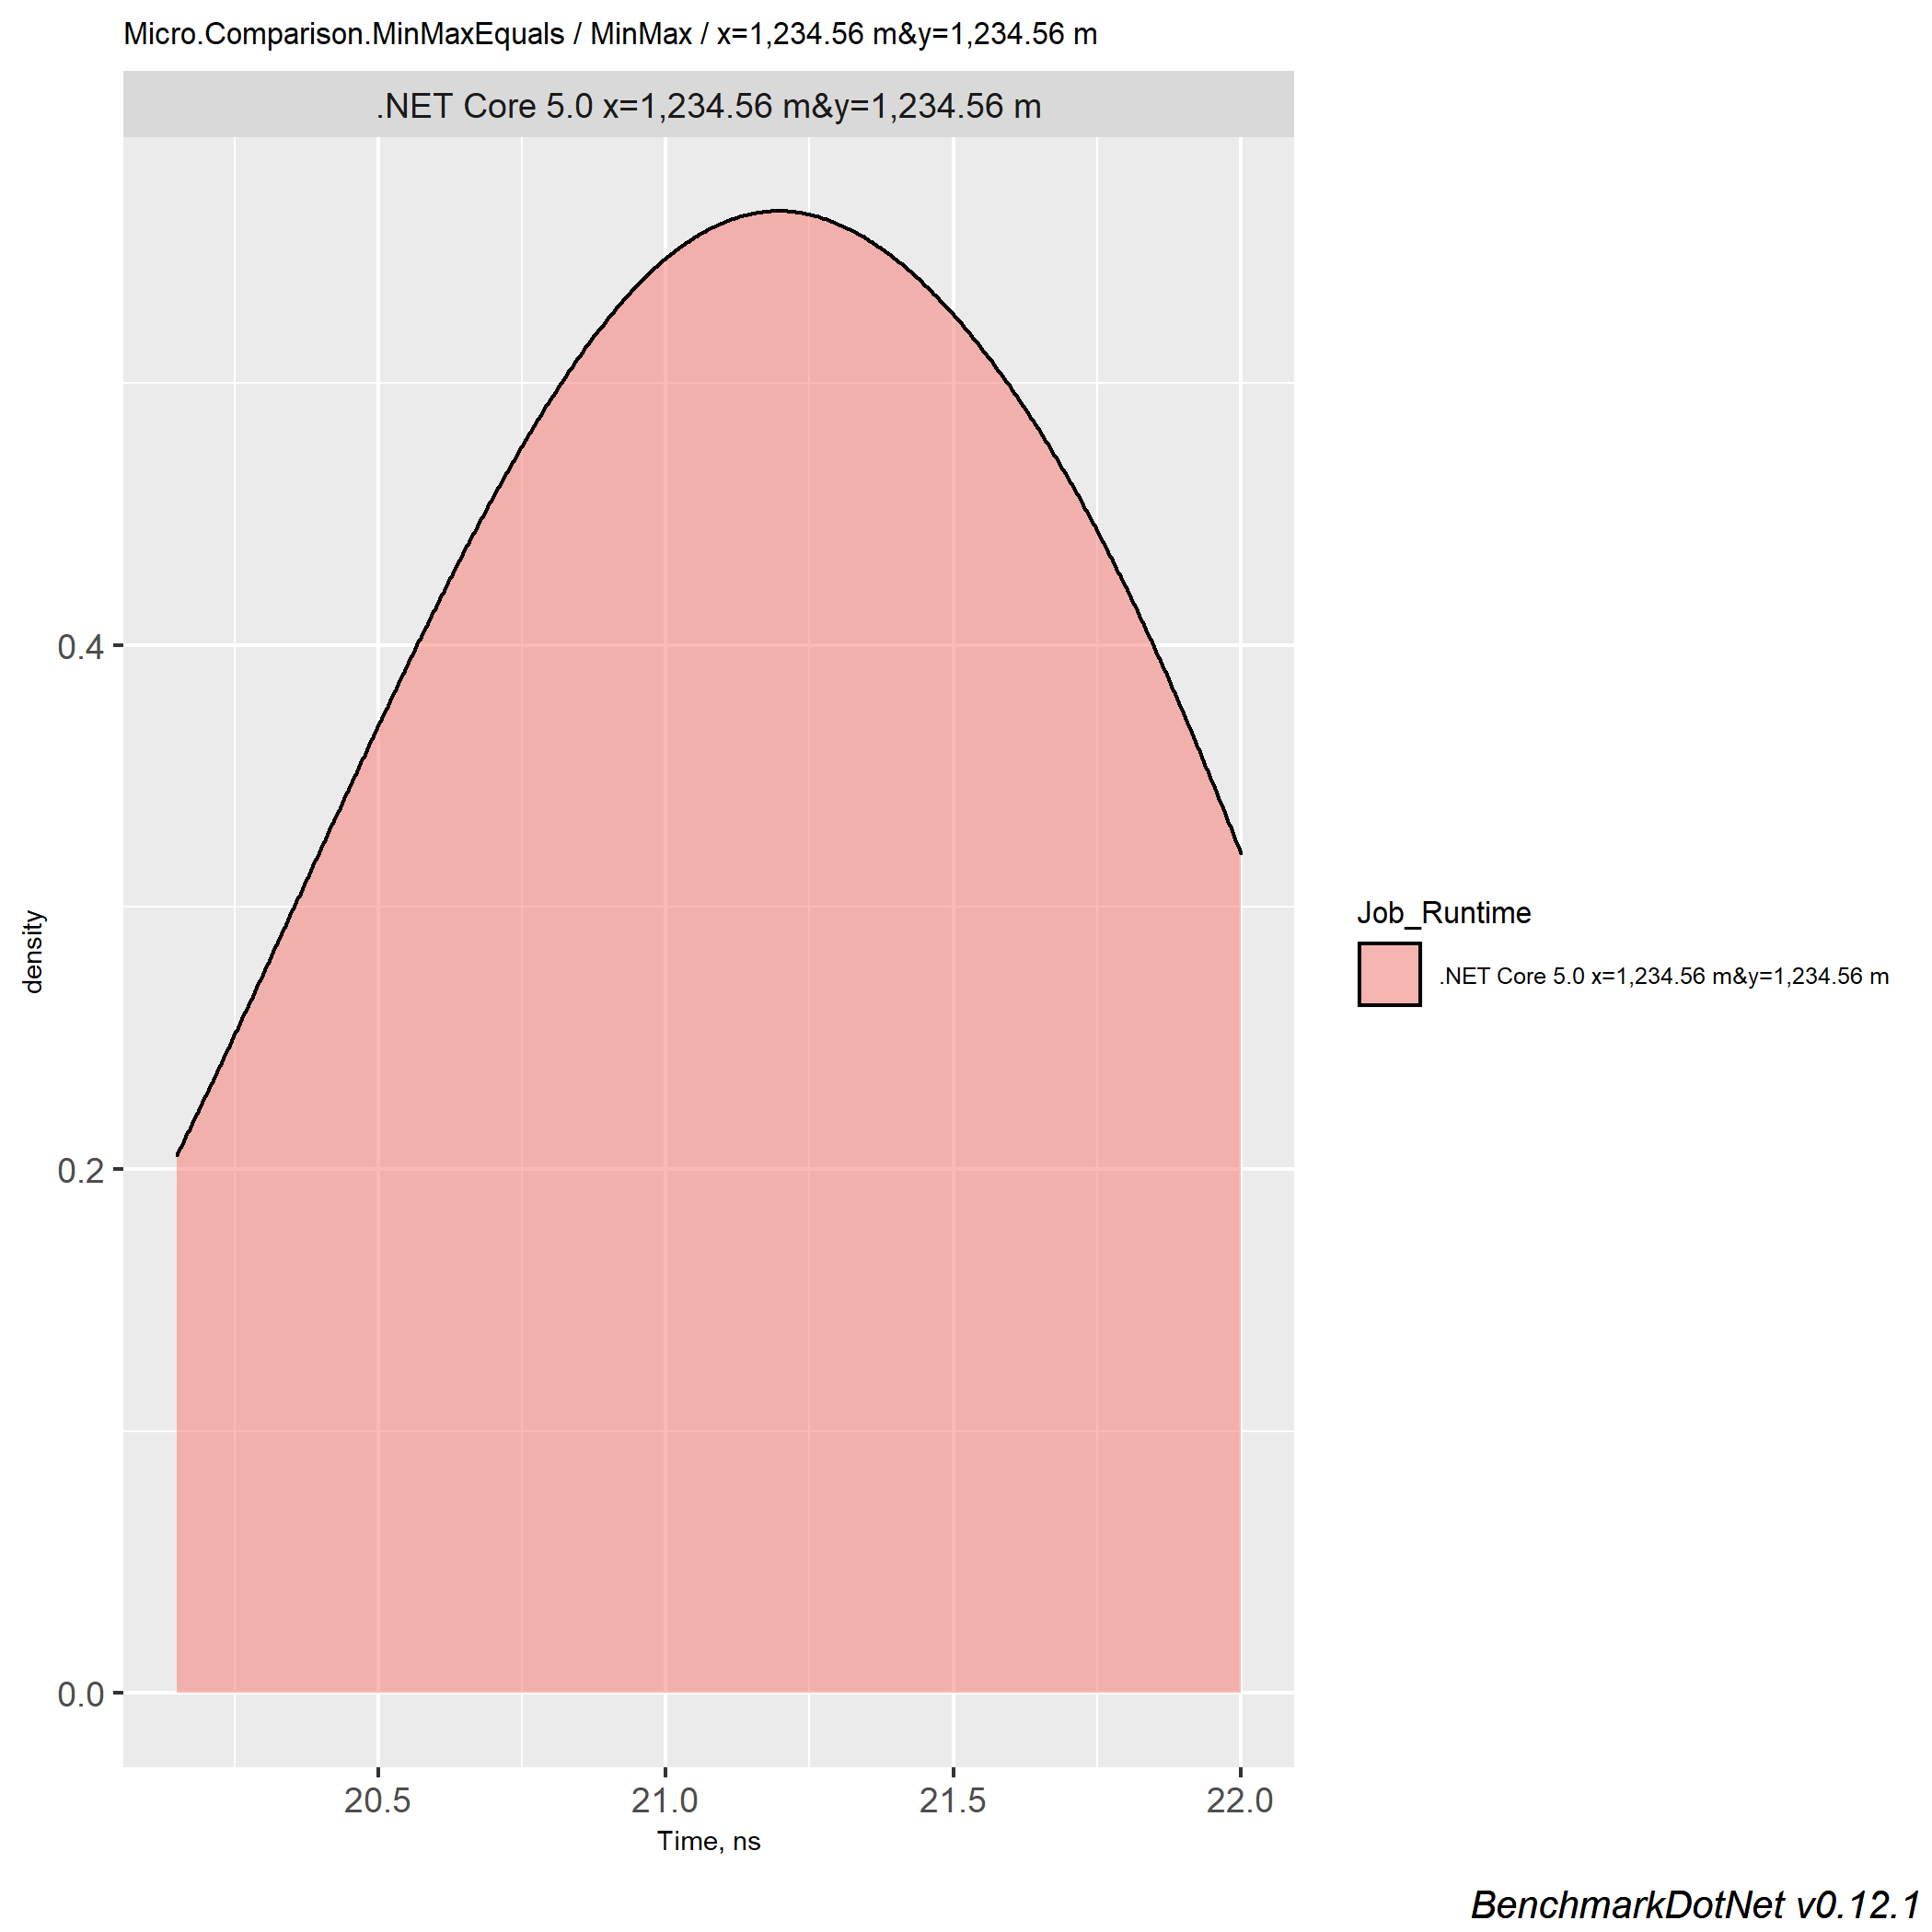 Micro.Comparison.MinMaxEquals / MinMax / x=1,234.56 m&y=1,234.56 m
.NET Core 5.0 x=1,234.56 m&y=1,234.56 m
0.4
0.2
0.0
density
20.5 21.0 21.5 22.0
Time, ns
Job_Runtime
.NET Core 5.0 x=1,234.56 m&y=1,234.56 m
BenchmarkDotNet v0.12.1